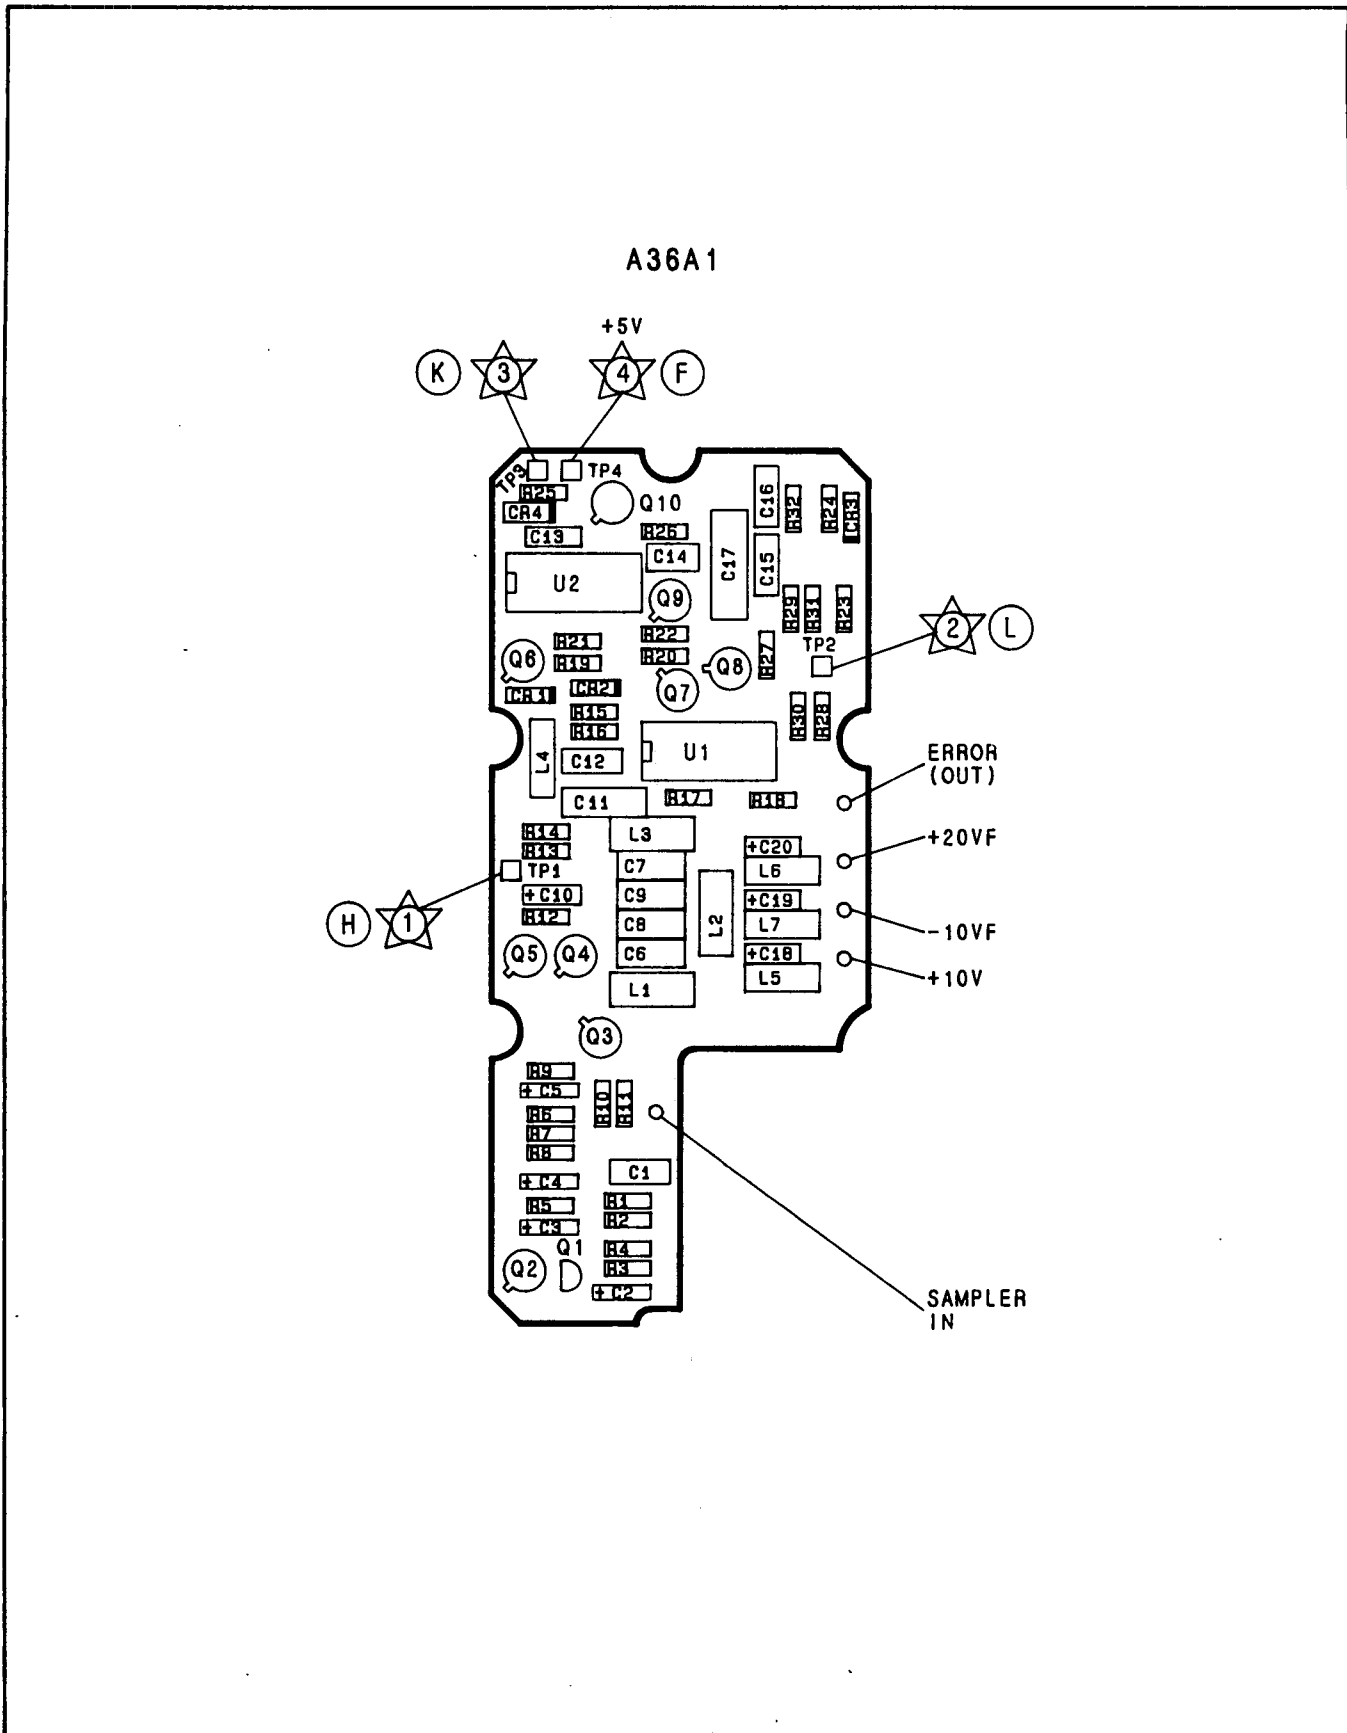 A36A1
+5V
K 3 4 F
TP3 TP4
R25
CR4
Q10
C13
R26
C14
C16
R32
R24
CR3
C17
C15
U2
Q9
R29
R31
R23
2 L
TP2
R21
R22
R19
R20
Q6
Q8
R27
Q7
CR1
CR2
R15
R16
R30
R28
L4
C12
U1
ERROR
(OUT)
C11
R17
R18
R14
R13
L3
+C20
+20VF
TP1
C7
L6
H 1
+C10
R12
C9
+C19
L2
C8
L7
-10VF
Q5
Q4
C6
+C18
L1
L5
+10V
Q3
R9
+C5
R6
R7
R8
R10
R11
C1
+C4
R5
+C3
R1
R2
Q1
R4
R3
Q2
+C2
SAMPLER
IN